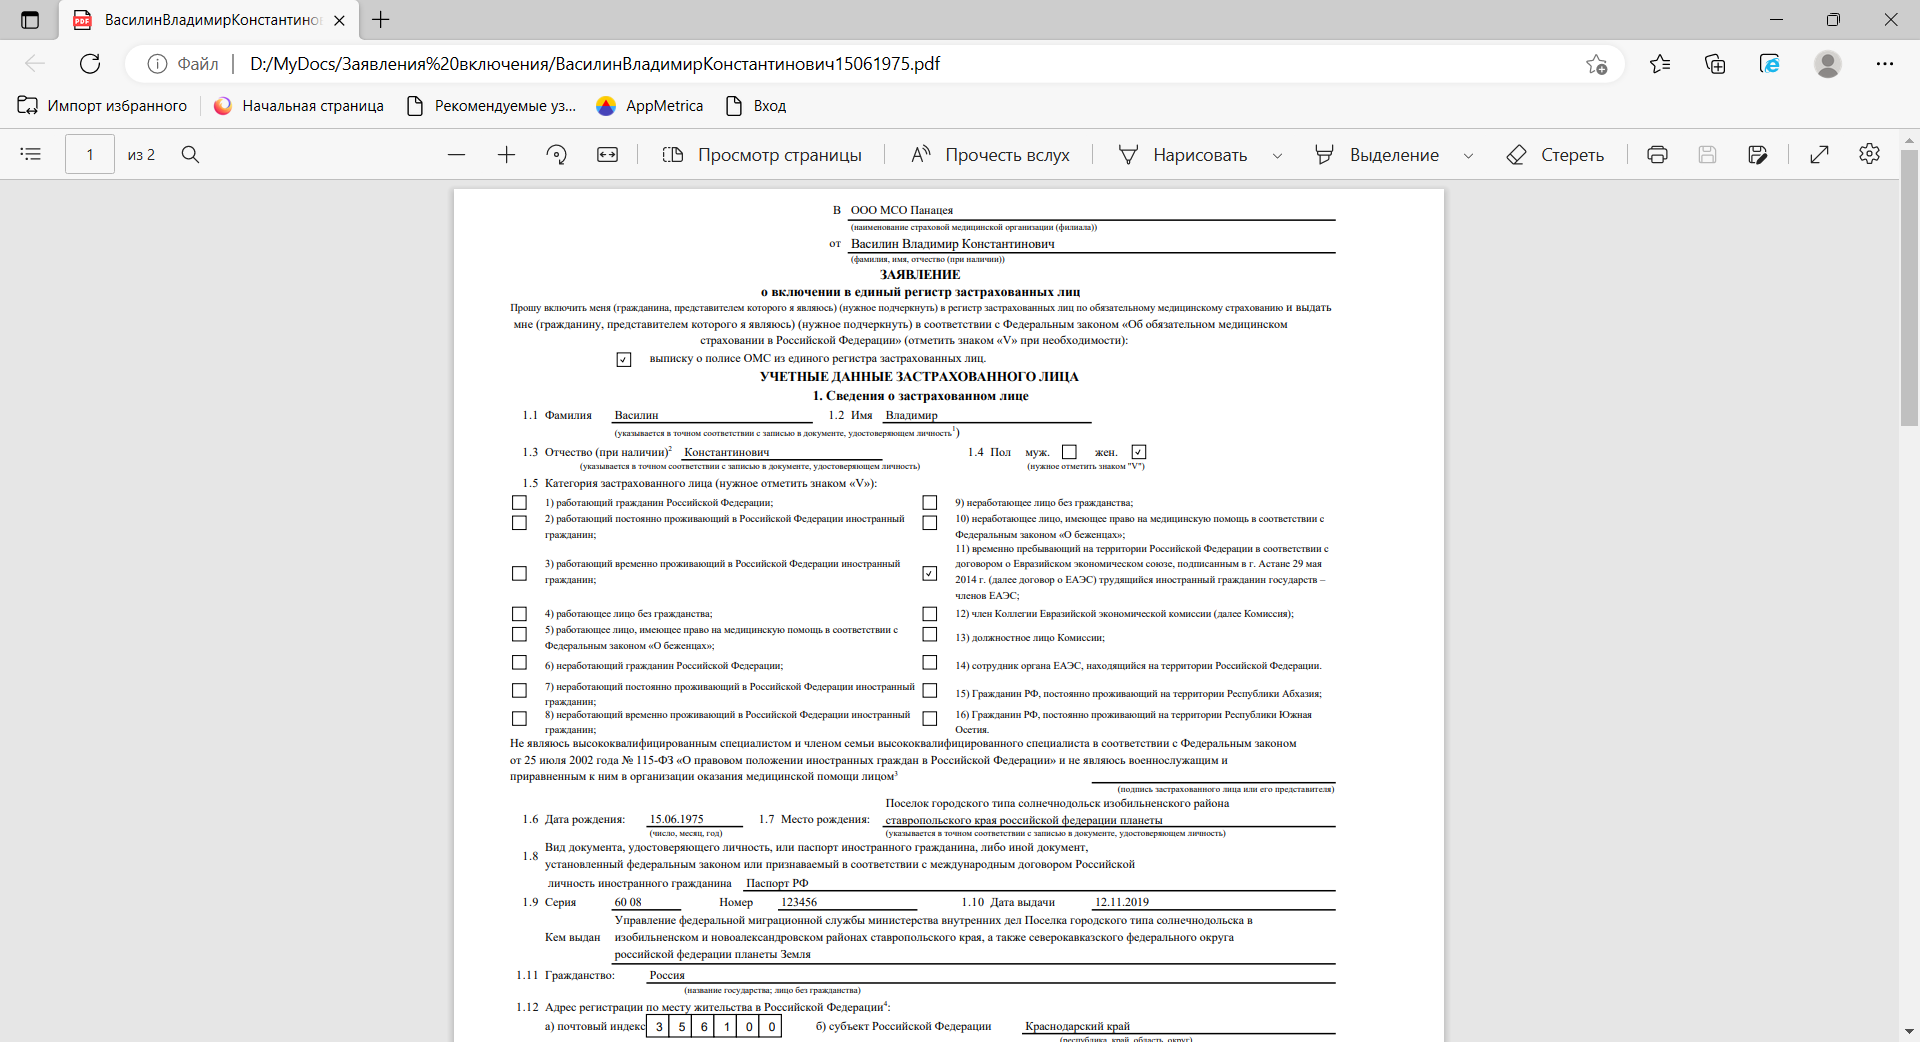 ВасилинВладимирКонстантино
Файл
D:/MyDocs/Заявления%20включения/ВасилинВладимирКонстантинович15061975.pdf
Импорт избранного
Начальная страница
Рекомендуемые уз...
AppMetrica
Вход
1 из 2
Просмотр страницы
Прочесть вслух
Нарисовать
Выделение
Стереть
В ООО МСО Панацея
(наименование страховой медицинской организации (филиала))
от Василин Владимир Константинович
(фамилия, имя, отчество (при наличии))
ЗАЯВЛЕНИЕ
о включении в единый регистр застрахованных лиц
Прошу включить меня (гражданина, представителем которого я являюсь) (нужное подчеркнуть) в регистр застрахованных лиц по обязательному медицинскому страхованию и выдать
мне (гражданину, представителем которого я являюсь) (нужное подчеркнуть) в соответствии с Федеральным законом «Об обязательном медицинском
страховании в Российской Федерации» (отметить знаком «V» при необходимости):
выписку о полисе ОМС из единого регистра застрахованных лиц.
УЧЕТНЫЕ ДАННЫЕ ЗАСТРАХОВАННОГО ЛИЦА
1. Сведения о застрахованном лице
1.1 Фамилия Василин 1.2 Имя Владимир
(указывается в точном соответствии с записью в документе, удостоверяющем личность1)
1.3 Отчество (при наличии)2 Константинович 1.4 Пол муж. жен.
(указывается в точном соответствии с записью в документе, удостоверяющем личность) (нужное отметить знаком "V")
1.5 Категория застрахованного лица (нужное отметить знаком «V»):
1) работающий гражданин Российской Федерации;
2) работающий постоянно проживающий в Российской Федерации иностранный
гражданин;
3) работающий временно проживающий в Российской Федерации иностранный
гражданин;
4) работающее лицо без гражданства;
5) работающее лицо, имеющее право на медицинскую помощь в соответствии с
Федеральным законом «О беженцах»;
6) неработающий гражданин Российской Федерации;
7) неработающий постоянно проживающий в Российской Федерации иностранный
гражданин;
8) неработающий временно проживающий в Российской Федерации иностранный
гражданин;
9) неработающее лицо без гражданства;
10) неработающее лицо, имеющее право на медицинскую помощь в соответствии с
Федеральным законом «О беженцах»;
11) временно пребывающий на территории Российской Федерации в соответствии с
договором о Евразийском экономическом союзе, подписанным в г. Астане 29 мая
2014 г. (далее договор о ЕАЭС) трудящийся иностранный гражданин государств –
членов ЕАЭС;
12) член Коллегии Евразийской экономической комиссии (далее Комиссия);
13) должностное лицо Комиссии;
14) сотрудник органа ЕАЭС, находящийся на территории Российской Федерации.
15) Гражданин РФ, постоянно проживающий на территории Республики Абхазия;
16) Гражданин РФ, постоянно проживающий на территории Республики Южная
Осетия.
Не являюсь высококвалифицированным специалистом и членом семьи высококвалифицированного специалиста в соответствии с Федеральным законом
от 25 июля 2002 года № 115-ФЗ «О правовом положении иностранных граждан в Российской Федерации» и не являюсь военнослужащим и
приравненным к ним в организации оказания медицинской помощи лицом3
(подпись застрахованного лица или его представителя)
Поселок городского типа солнечнодольск изобильненского района
1.6 Дата рождения: 15.06.1975 1.7 Место рождения: ставропольского края российской федерации планеты
(число, месяц, год) (указывается в точном соответствии с записью в документе, удостоверяющем личность)
Вид документа, удостоверяющего личность, или паспорт иностранного гражданина, либо иной документ,
1.8 установленный федеральным законом или признаваемый в соответствии с международным договором Российской
личность иностранного гражданина Паспорт РФ
1.9 Серия 60 08 Номер 123456 1.10 Дата выдачи 12.11.2019
Управление федеральной миграционной службы министерства внутренних дел Поселка городского типа солнечнодольска в
Кем выдан изобильненском и новоалександровском районах ставропольского края, а также северокавказского федерального округа
российской федерации планеты Земля
1.11 Гражданство: Россия
(название государства; лицо без гражданства)
1.12 Адрес регистрации по месту жительства в Российской Федерации4:
а) почтовый индекс 3 5 6 1 0 0 б) субъект Российской Федерации Краснодарский край
(республика, край, область, округ)